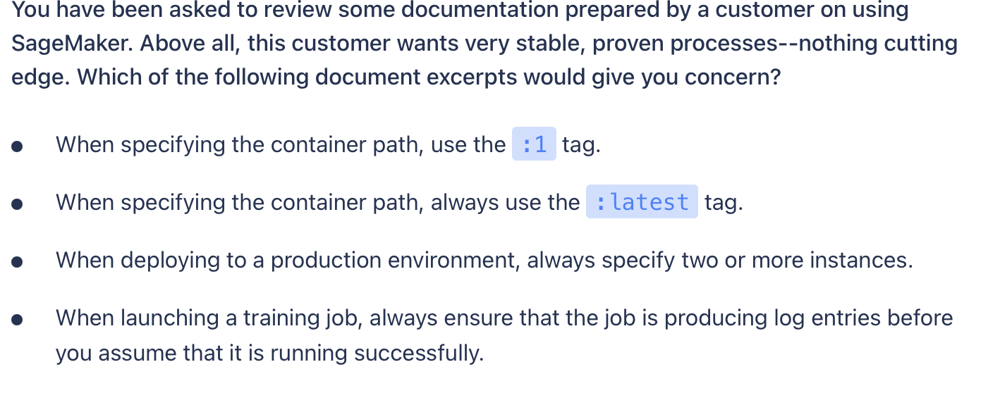 You have been asked to review some documentation prepared by a customer on using
SageMaker. Above all, this customer wants very stable, proven processes--nothing cutting
edge. Which of the following document excerpts would give you concern?
When specifying the container path, use the :1 tag.
When specifying the container path, always use the :latest tag.
When deploying to a production environment, always specify two or more instances.
When launching a training job, always ensure that the job is producing log entries before
you assume that it is running successfully.